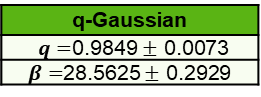 q-Gaussian
q =0.9849 ± 0.0073
β =28.5625 ± 0.2929